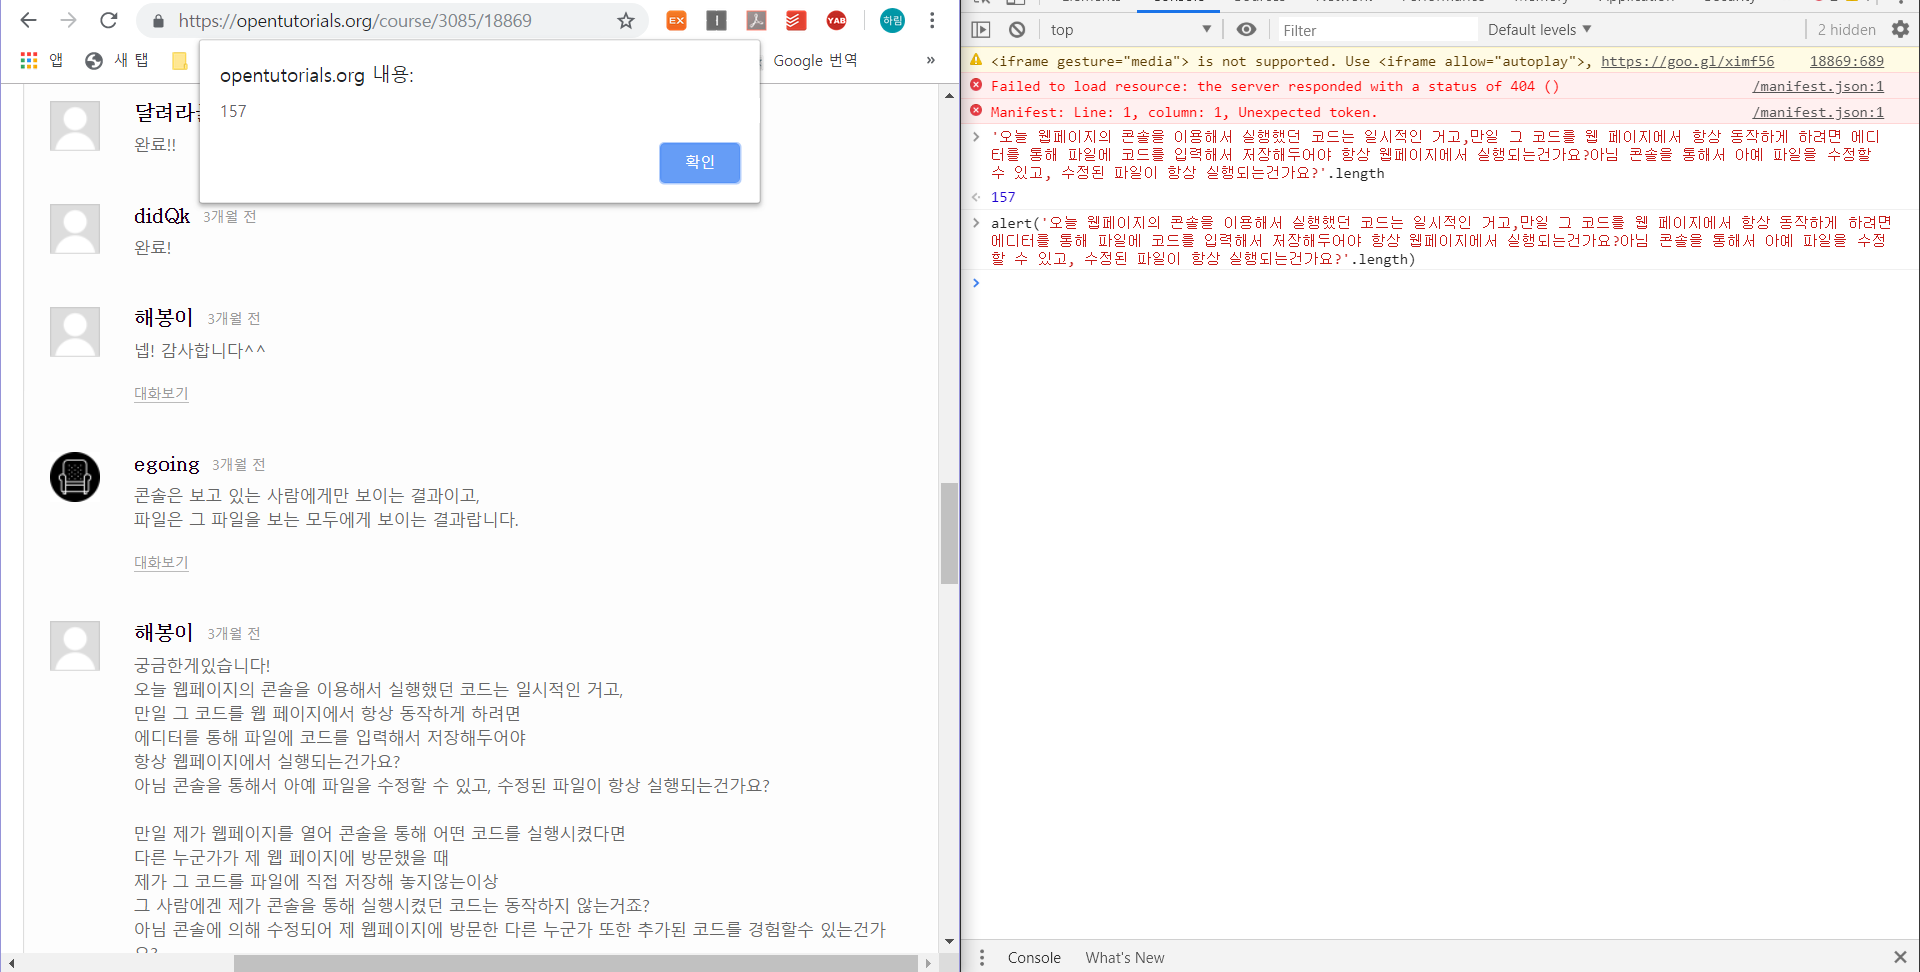 https://opentutorials.org/course/3085/18869
EX
YAB
하림
앱
새 탭
Google 번역
»
opentutorials.org 내용:
157
확인
달려라
완료!!
didQk 3개월 전
완료!
해봉이 3개월 전
넵! 감사합니다^^
대화보기
egoing 3개월 전
콘솔은 보고 있는 사람에게만 보이는 결과이고,
파일은 그 파일을 보는 모두에게 보이는 결과랍니다.
대화보기
해봉이 3개월 전
궁금한게있습니다!
오늘 웹페이지의 콘솔을 이용해서 실행했던 코드는 일시적인 거고,
만일 그 코드를 웹 페이지에서 항상 동작하게 하려면
에디터를 통해 파일에 코드를 입력해서 저장해두어야
항상 웹페이지에서 실행되는건가요?
아님 콘솔을 통해서 아예 파일을 수정할 수 있고, 수정된 파일이 항상 실행되는건가요?
만일 제가 웹페이지를 열어 콘솔을 통해 어떤 코드를 실행시켰다면
다른 누군가가 제 웹 페이지에 방문했을 때
제가 그 코드를 파일에 직접 저장해 놓지않는이상
그 사람에겐 제가 콘솔을 통해 실행시켰던 코드는 동작하지 않는거죠?
아님 콘솔에 의해 수정되어 제 웹페이지에 방문한 다른 누군가 또한 추가된 코드를 경험할수 있는건가
요?
top
Filter
Default levels
2 hidden
<iframe gesture="media"> is not supported. Use <iframe allow="autoplay">, https://goo.gl/ximf56 18869:689
Failed to load resource: the server responded with a status of 404 () /manifest.json:1
Manifest: Line: 1, column: 1, Unexpected token. /manifest.json:1
'오늘 웹페이지의 콘솔을 이용해서 실행했던 코드는 일시적인 거고,만일 그 코드를 웹 페이지에서 항상 동작하게 하려면 에디
터를 통해 파일에 코드를 입력해서 저장해두어야 항상 웹페이지에서 실행되는건가요?아님 콘솔을 통해서 아예 파일을 수정할
수 있고, 수정된 파일이 항상 실행되는건가요?'.length
157
alert('오늘 웹페이지의 콘솔을 이용해서 실행했던 코드는 일시적인 거고,만일 그 코드를 웹 페이지에서 항상 동작하게 하려면
에디터를 통해 파일에 코드를 입력해서 저장해두어야 항상 웹페이지에서 실행되는건가요?아님 콘솔을 통해서 아예 파일을 수정
할 수 있고, 수정된 파일이 항상 실행되는건가요?'.length)
Console
What's New